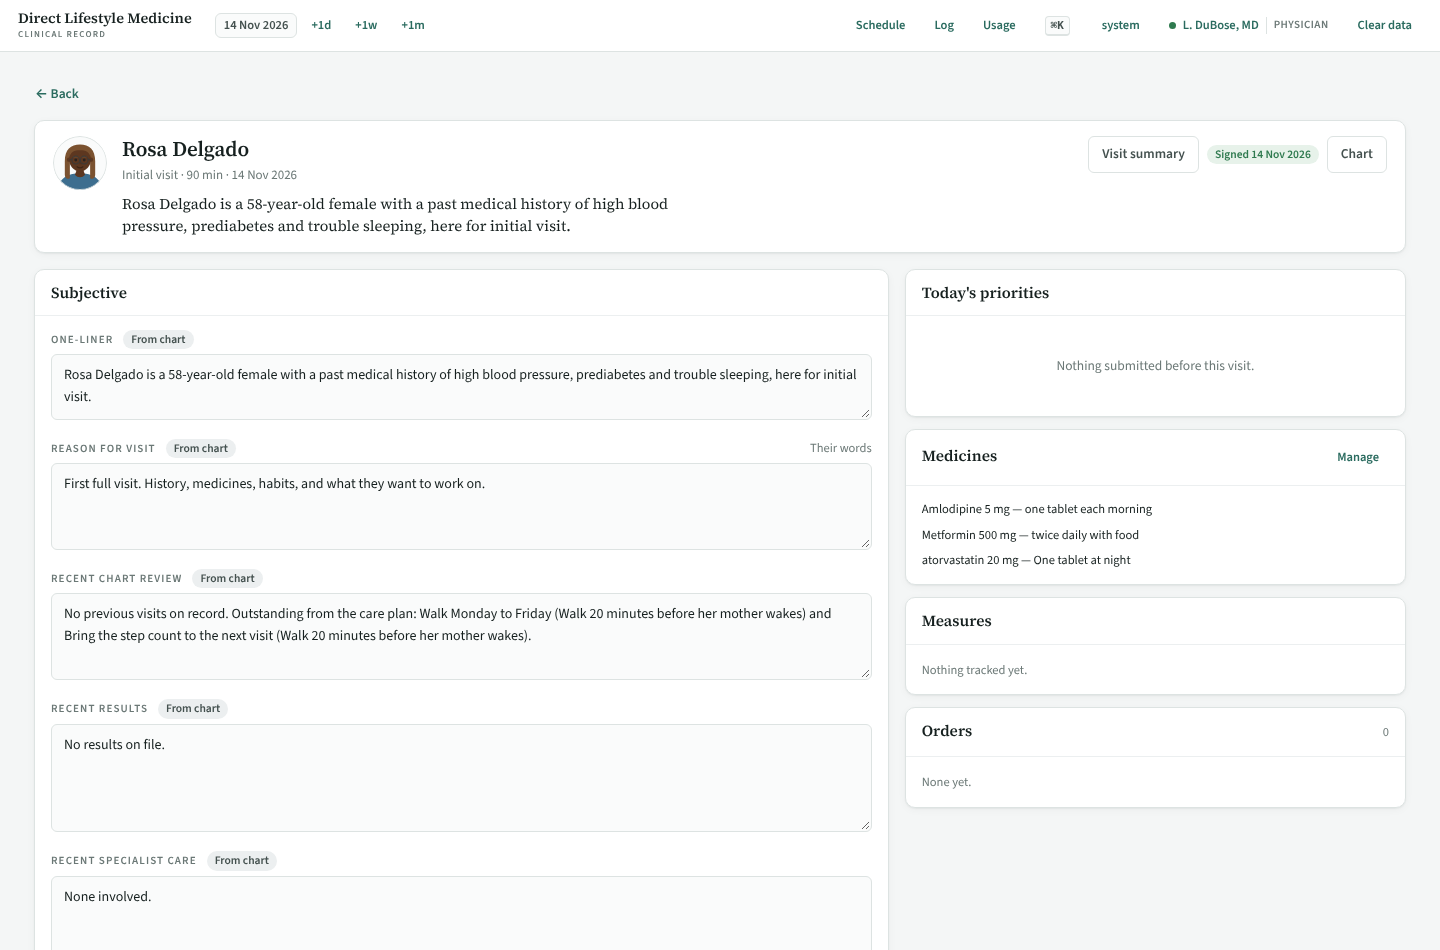 Direct Lifestyle Medicine
CLINICAL RECORD
14 Nov 2026
+1d
+1w
+1m
Schedule
Log
Usage
⌘K
system
L. DuBose, MD
PHYSICIAN
Clear data
← Back
Rosa Delgado
Initial visit · 90 min · 14 Nov 2026
Rosa Delgado is a 58-year-old female with a past medical history of high blood
pressure, prediabetes and trouble sleeping, here for initial visit.
Visit summary
Signed 14 Nov 2026
Chart
Subjective
ONE-LINER
From chart
Rosa Delgado is a 58-year-old female with a past medical history of high blood pressure, prediabetes and trouble sleeping, here for initial
visit.
REASON FOR VISIT
From chart
Their words
First full visit. History, medicines, habits, and what they want to work on.
RECENT CHART REVIEW
From chart
No previous visits on record. Outstanding from the care plan: Walk Monday to Friday (Walk 20 minutes before her mother wakes) and
Bring the step count to the next visit (Walk 20 minutes before her mother wakes).
RECENT RESULTS
From chart
No results on file.
RECENT SPECIALIST CARE
From chart
None involved.
Today's priorities
Nothing submitted before this visit.
Medicines
Manage
Amlodipine 5 mg — one tablet each morning
Metformin 500 mg — twice daily with food
atorvastatin 20 mg — One tablet at night
Measures
Nothing tracked yet.
Orders
0
None yet.